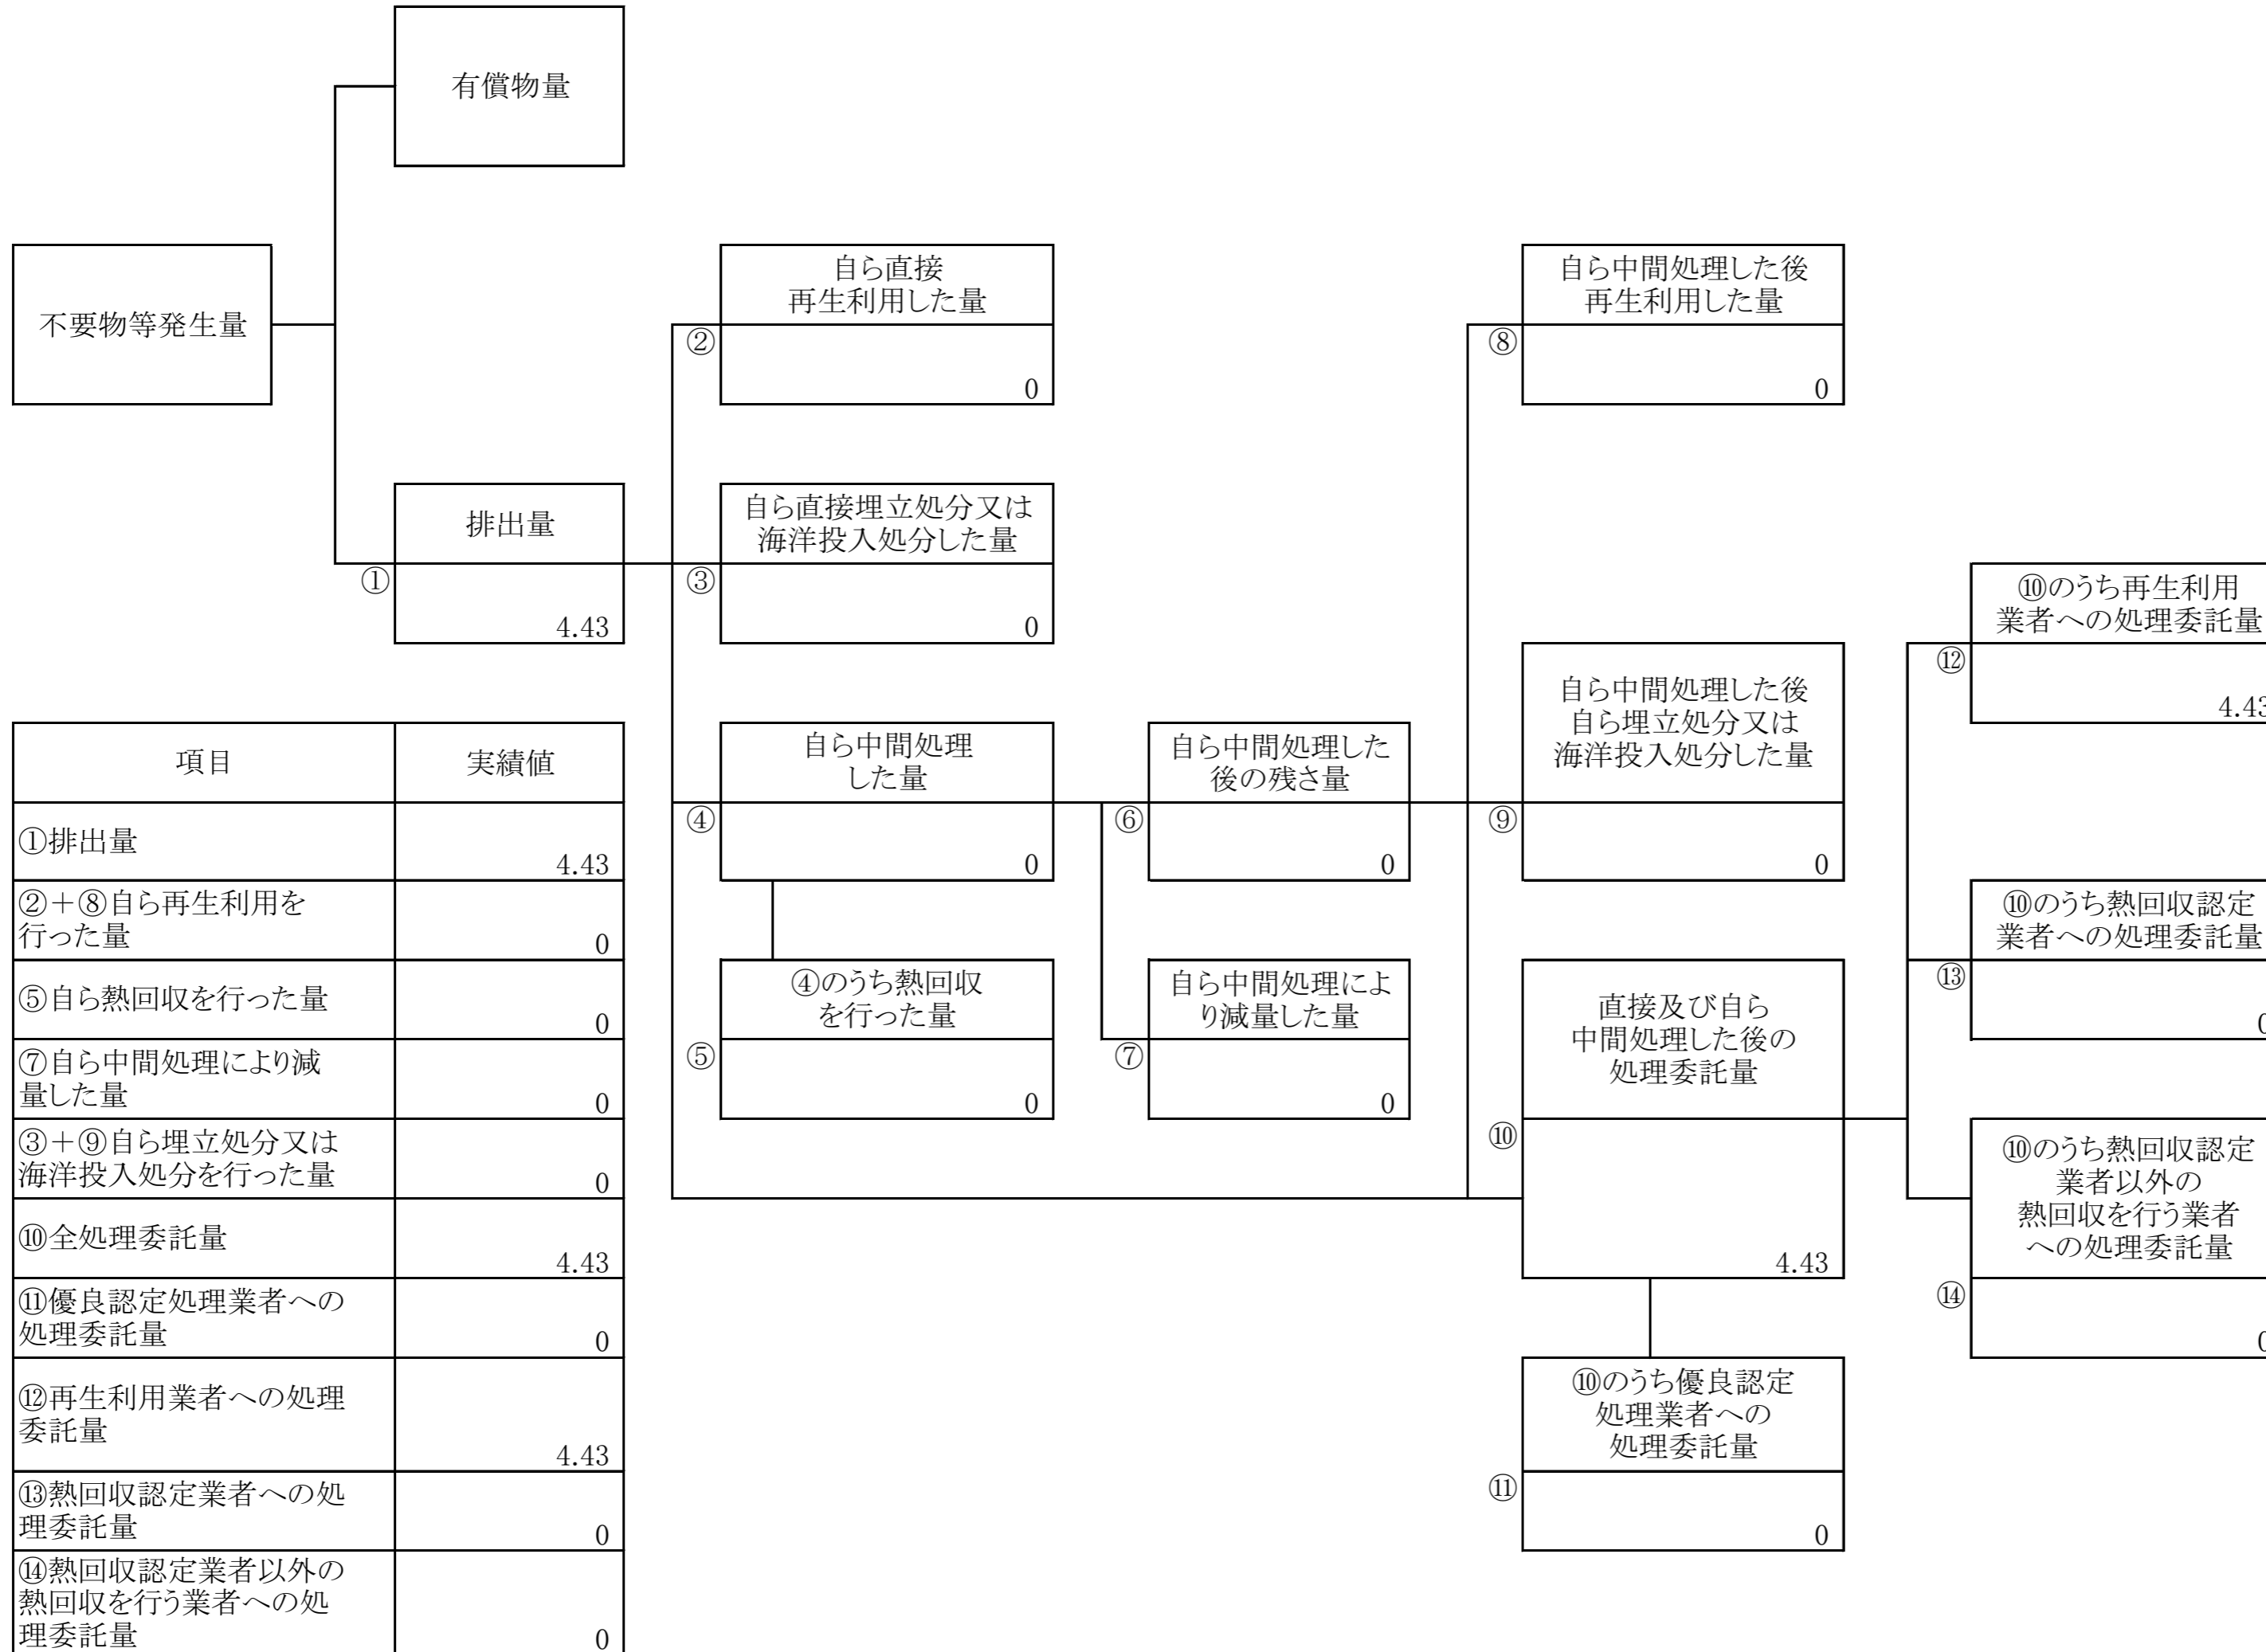 有償物量
不要物等発生量
自ら直接
再生利用した量
②
0
自ら中間処理した後
再生利用した量
⑧
0
排出量
①
4.43
自ら直接埋立処分又は
海洋投入処分した量
③
0
⑩のうち再生利用
業者への処理委託量
⑫
4.43
自ら中間処理した後
自ら埋立処分又は
海洋投入処分した量
⑨
0
自ら中間処理
した量
④
0
自ら中間処理した
後の残さ量
⑥
0
⑩のうち熱回収認定
業者への処理委託量
⑬
0
④のうち熱回収
を行った量
⑤
0
自ら中間処理によ
り減量した量
⑦
0
直接及び自ら
中間処理した後の
処理委託量
⑩
4.43
⑩のうち熱回収認定
業者以外の
熱回収を行う業者
への処理委託量
⑭
0
⑩のうち優良認定
処理業者への
処理委託量
⑪
0
項目 実績値
①排出量
4.43
②+⑧自ら再生利用を
行った量 0
⑤自ら熱回収を行った量
0
⑦自ら中間処理により減
量した量 0
③+⑨自ら埋立処分又は
海洋投入処分を行った量 0
⑩全処理委託量
4.43
⑪優良認定処理業者への
処理委託量 0
⑫再生利用業者への処理
委託量
4.43
⑬熱回収認定業者への処
理委託量 0
⑭熱回収認定業者以外の
熱回収を行う業者への処
理委託量 0